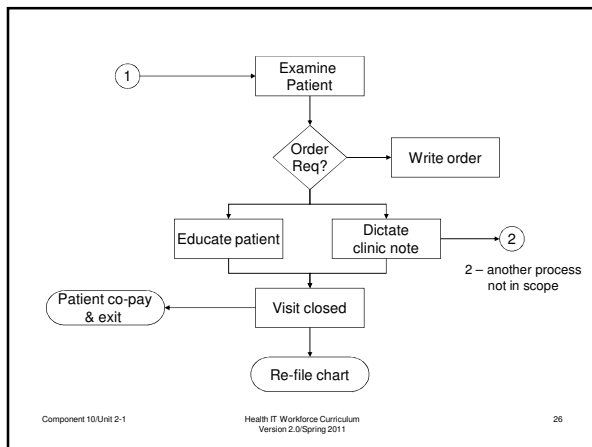 1
Examine
Patient
Order
Req?
Write order
Educate patient
Dictate
clinic note
2
2 – another process
not in scope
Patient co-pay
& exit
Visit closed
Re-file chart
Component 10/Unit 2-1
Health IT Workforce Curriculum
Version 2.0/Spring 2011
26